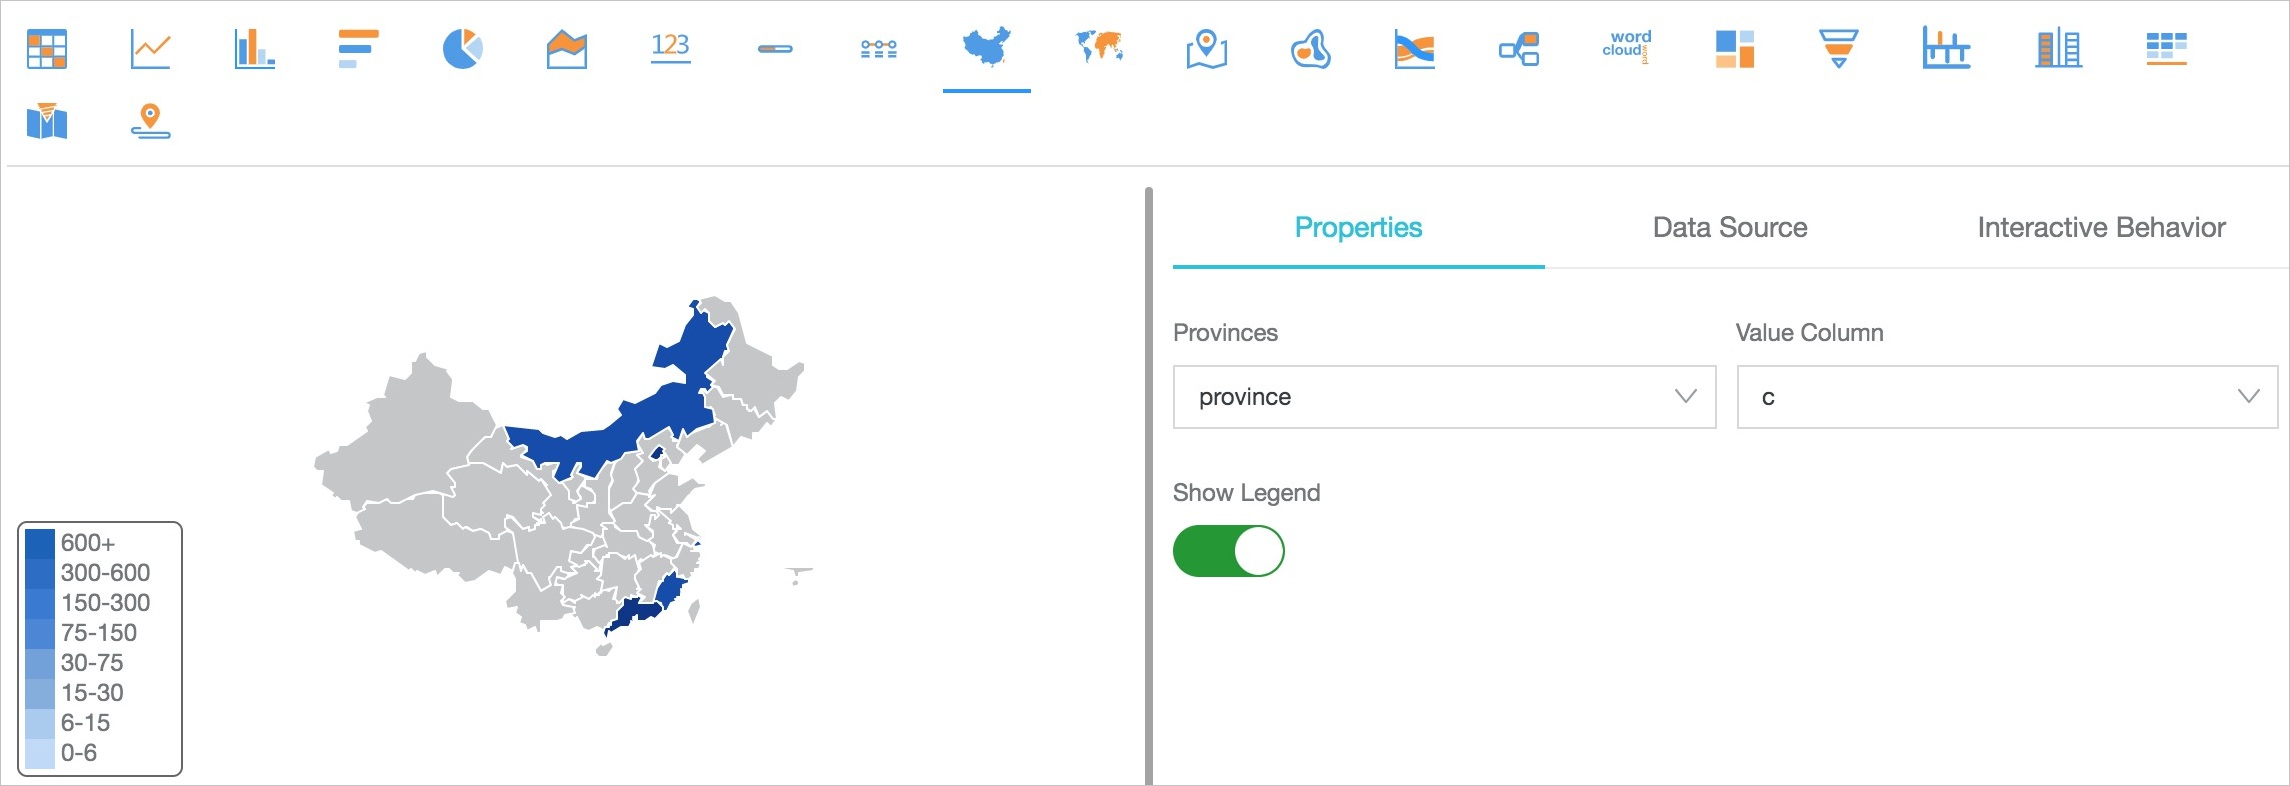 123
word
cloud
word
Properties
Data Source
Interactive Behavior
Provinces
Value Column
province
c
Show Legend
600+
300-600
150-300
75-150
30-75
15-30
6-15
0-6